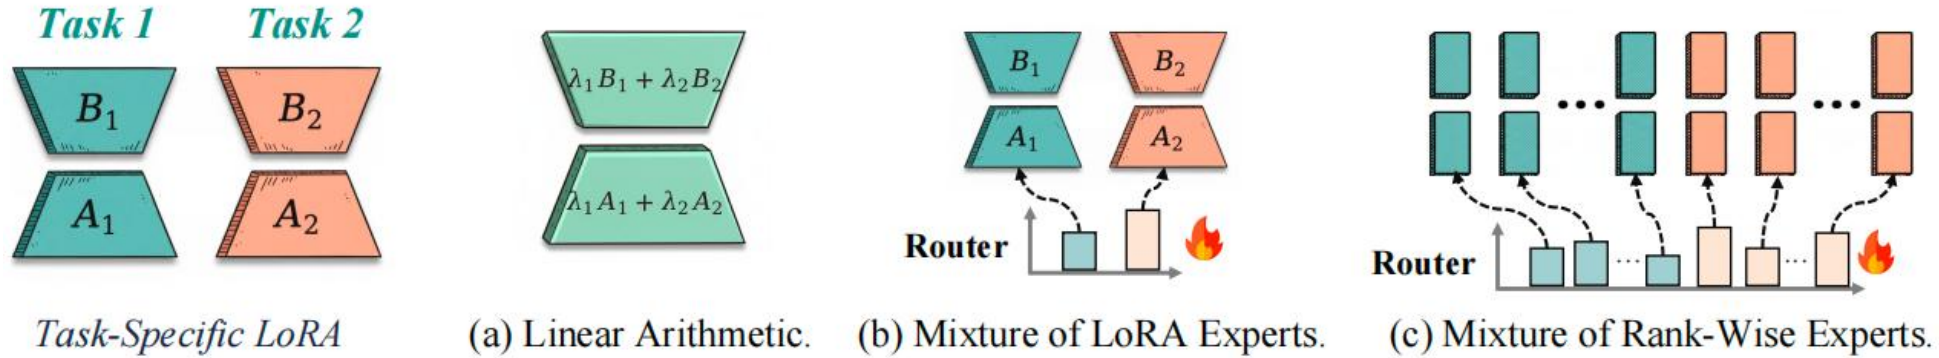 Task 1
Task 2
B₁
B₂
A₁
A₂
Task-Specific LoRA
λ₁B₁ + λ₂B₂
λ₁A₁ + λ₂A₂
(a) Linear Arithmetic.
B₁
B₂
A₁
A₂
Router
(b) Mixture of LoRA Experts.
Router
(c) Mixture of Rank-Wise Experts.